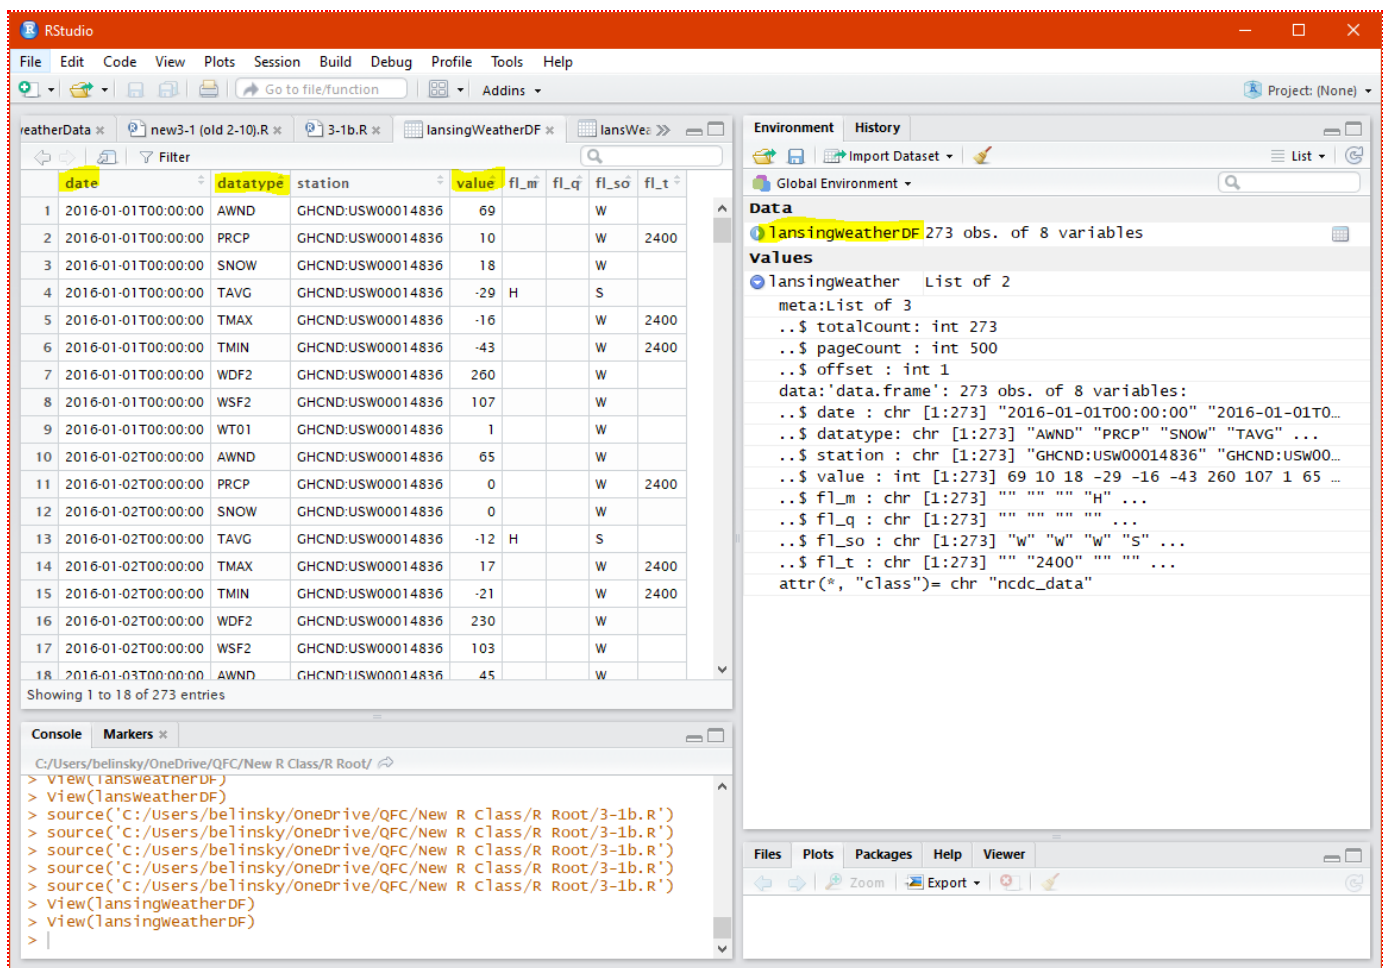 RStudio
File Edit Code View Plots Session Build Debug Profile Tools Help
Go to file/function Addins Project: (None)
eatherData new3-1 (old 2-10).R 3-1b.R lansingWeatherDF lansWea
Filter
date datatype station value fl_m fl_q fl_so fl_t
1 2016-01-01T00:00:00 AWND GHCND:USW00014836 69 W
2 2016-01-01T00:00:00 PRCP GHCND:USW00014836 10 W 2400
3 2016-01-01T00:00:00 SNOW GHCND:USW00014836 18 W
4 2016-01-01T00:00:00 TAVG GHCND:USW00014836 -29 H S
5 2016-01-01T00:00:00 TMAX GHCND:USW00014836 -16 W 2400
6 2016-01-01T00:00:00 TMIN GHCND:USW00014836 -43 W 2400
7 2016-01-01T00:00:00 WDF2 GHCND:USW00014836 260 W
8 2016-01-01T00:00:00 WSF2 GHCND:USW00014836 107 W
9 2016-01-01T00:00:00 WT01 GHCND:USW00014836 1 W
10 2016-01-02T00:00:00 AWND GHCND:USW00014836 65 W
11 2016-01-02T00:00:00 PRCP GHCND:USW00014836 0 W 2400
12 2016-01-02T00:00:00 SNOW GHCND:USW00014836 0 W
13 2016-01-02T00:00:00 TAVG GHCND:USW00014836 -12 H S
14 2016-01-02T00:00:00 TMAX GHCND:USW00014836 17 W 2400
15 2016-01-02T00:00:00 TMIN GHCND:USW00014836 -21 W 2400
16 2016-01-02T00:00:00 WDF2 GHCND:USW00014836 230 W
17 2016-01-02T00:00:00 WSF2 GHCND:USW00014836 103 W
18 2016-01-03T00:00:00 AWND GHCND:USW00014836 45 W
Showing 1 to 18 of 273 entries
Console Markers
C:/Users/belinsky/OneDrive/QFC/New R Class/R Root/
> View(lansWeatherDF)
> View(lansWeatherDF)
> source('C:/Users/belinsky/OneDrive/QFC/New R Class/R Root/3-1b.R')
> source('C:/Users/belinsky/OneDrive/QFC/New R Class/R Root/3-1b.R')
> source('C:/Users/belinsky/OneDrive/QFC/New R Class/R Root/3-1b.R')
> source('C:/Users/belinsky/OneDrive/QFC/New R Class/R Root/3-1b.R')
> source('C:/Users/belinsky/OneDrive/QFC/New R Class/R Root/3-1b.R')
> View(lansingWeatherDF)
> View(lansingWeatherDF)
>
Environment History
Import Dataset List
Global Environment
Data
lansingWeatherDF 273 obs. of 8 variables
Values
lansingWeather List of 2
meta:List of 3
..$ totalCount: int 273
..$ pageCount : int 500
..$ offset : int 1
data:'data.frame': 273 obs. of 8 variables:
..$ date : chr [1:273] "2016-01-01T00:00:00" "2016-01-01T0…
..$ datatype: chr [1:273] "AWND" "PRCP" "SNOW" "TAVG" ...
..$ station : chr [1:273] "GHCND:USW00014836" "GHCND:USW00…
..$ value : int [1:273] 69 10 18 -29 -16 -43 260 107 1 65 …
..$ fl_m : chr [1:273] "" "" "" "H" ...
..$ fl_q : chr [1:273] "" "" "" "" ...
..$ fl_so : chr [1:273] "W" "W" "W" "S" ...
..$ fl_t : chr [1:273] "" "2400" "" "" ...
attr(*, "class")= chr "ncdc_data"
Files Plots Packages Help Viewer
Zoom Export